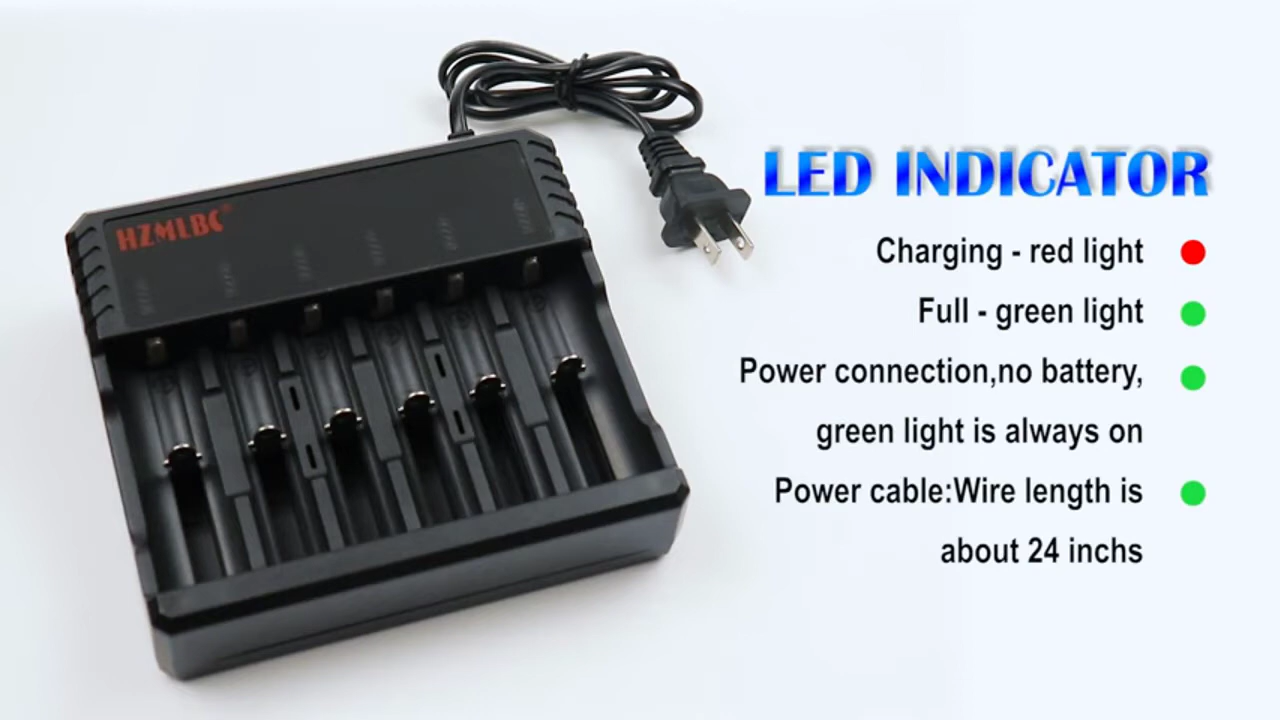 LED INDICATOR
HZMLBC
Charging - red light
Full - green light
Power connection,no battery,
green light is always on
Power cable:Wire length is
about 24 inchs